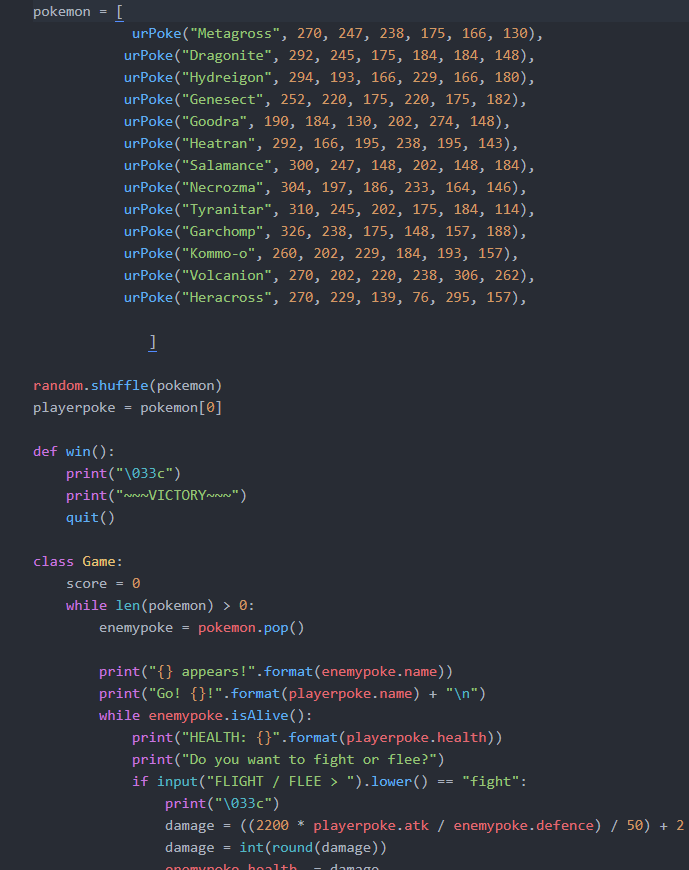 pokemon = [
urPoke("Metagross", 270, 247, 238, 175, 166, 130),
urPoke("Dragonite", 292, 245, 175, 184, 184, 148),
urPoke("Hydreigon", 294, 193, 166, 229, 166, 180),
urPoke("Genesect", 252, 220, 175, 220, 175, 182),
urPoke("Goodra", 190, 184, 130, 202, 274, 148),
urPoke("Heatran", 292, 166, 195, 238, 195, 143),
urPoke("Salamance", 300, 247, 148, 202, 148, 184),
urPoke("Necrozma", 304, 197, 186, 233, 164, 146),
urPoke("Tyranitar", 310, 245, 202, 175, 184, 114),
urPoke("Garchomp", 326, 238, 175, 148, 157, 188),
urPoke("Kommo-o", 260, 202, 229, 184, 193, 157),
urPoke("Volcanion", 270, 202, 220, 238, 306, 262),
urPoke("Heracross", 270, 229, 139, 76, 295, 157),
]
random.shuffle(pokemon)
playerpoke = pokemon[0]
def win():
print("\033c")
print("~~~VICTORY~~~")
quit()
class Game:
score = 0
while len(pokemon) > 0:
enemypoke = pokemon.pop()
print("{} appears!".format(enemypoke.name))
print("Go! {}!".format(playerpoke.name) + "\n")
while enemypoke.isAlive():
print("HEALTH: {}".format(playerpoke.health))
print("Do you want to fight or flee?")
if input("FLIGHT / FLEE > ").lower() == "fight":
print("\033c")
damage = ((2200 * playerpoke.atk / enemypoke.defence) / 50) + 2
damage = int(round(damage))
enemypoke.health -= damage